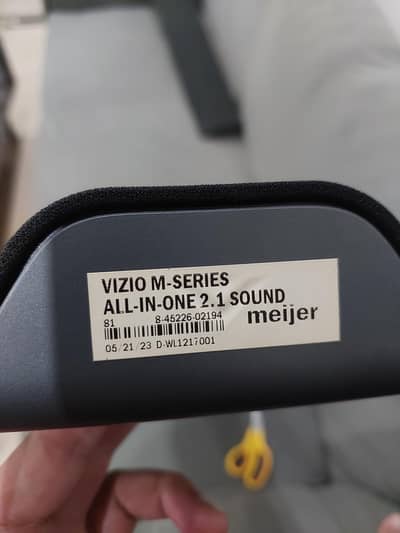 VIZIO M-SERIES
ALL-IN-ONE 2.1 SOUND
81 8-45226-02194
meijer
05/21/23 D-WL1217001